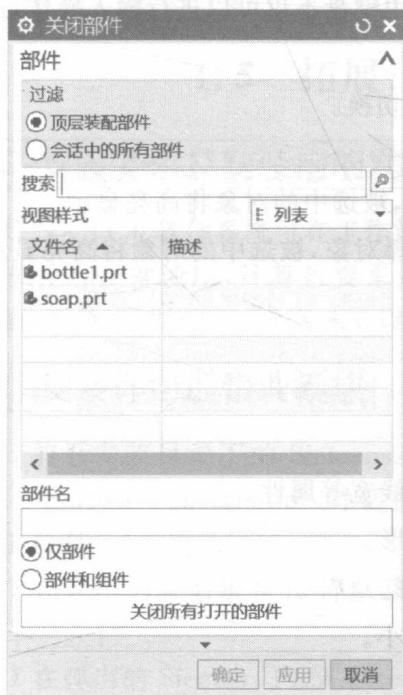 关闭部件
部件
过滤
顶层装配部件
会话中的所有部件
搜索
视图样式 列表
文件名 描述
bottle1.prt
soap.prt
部件名
仅部件
部件和组件
关闭所有打开的部件
确定 应用 取消